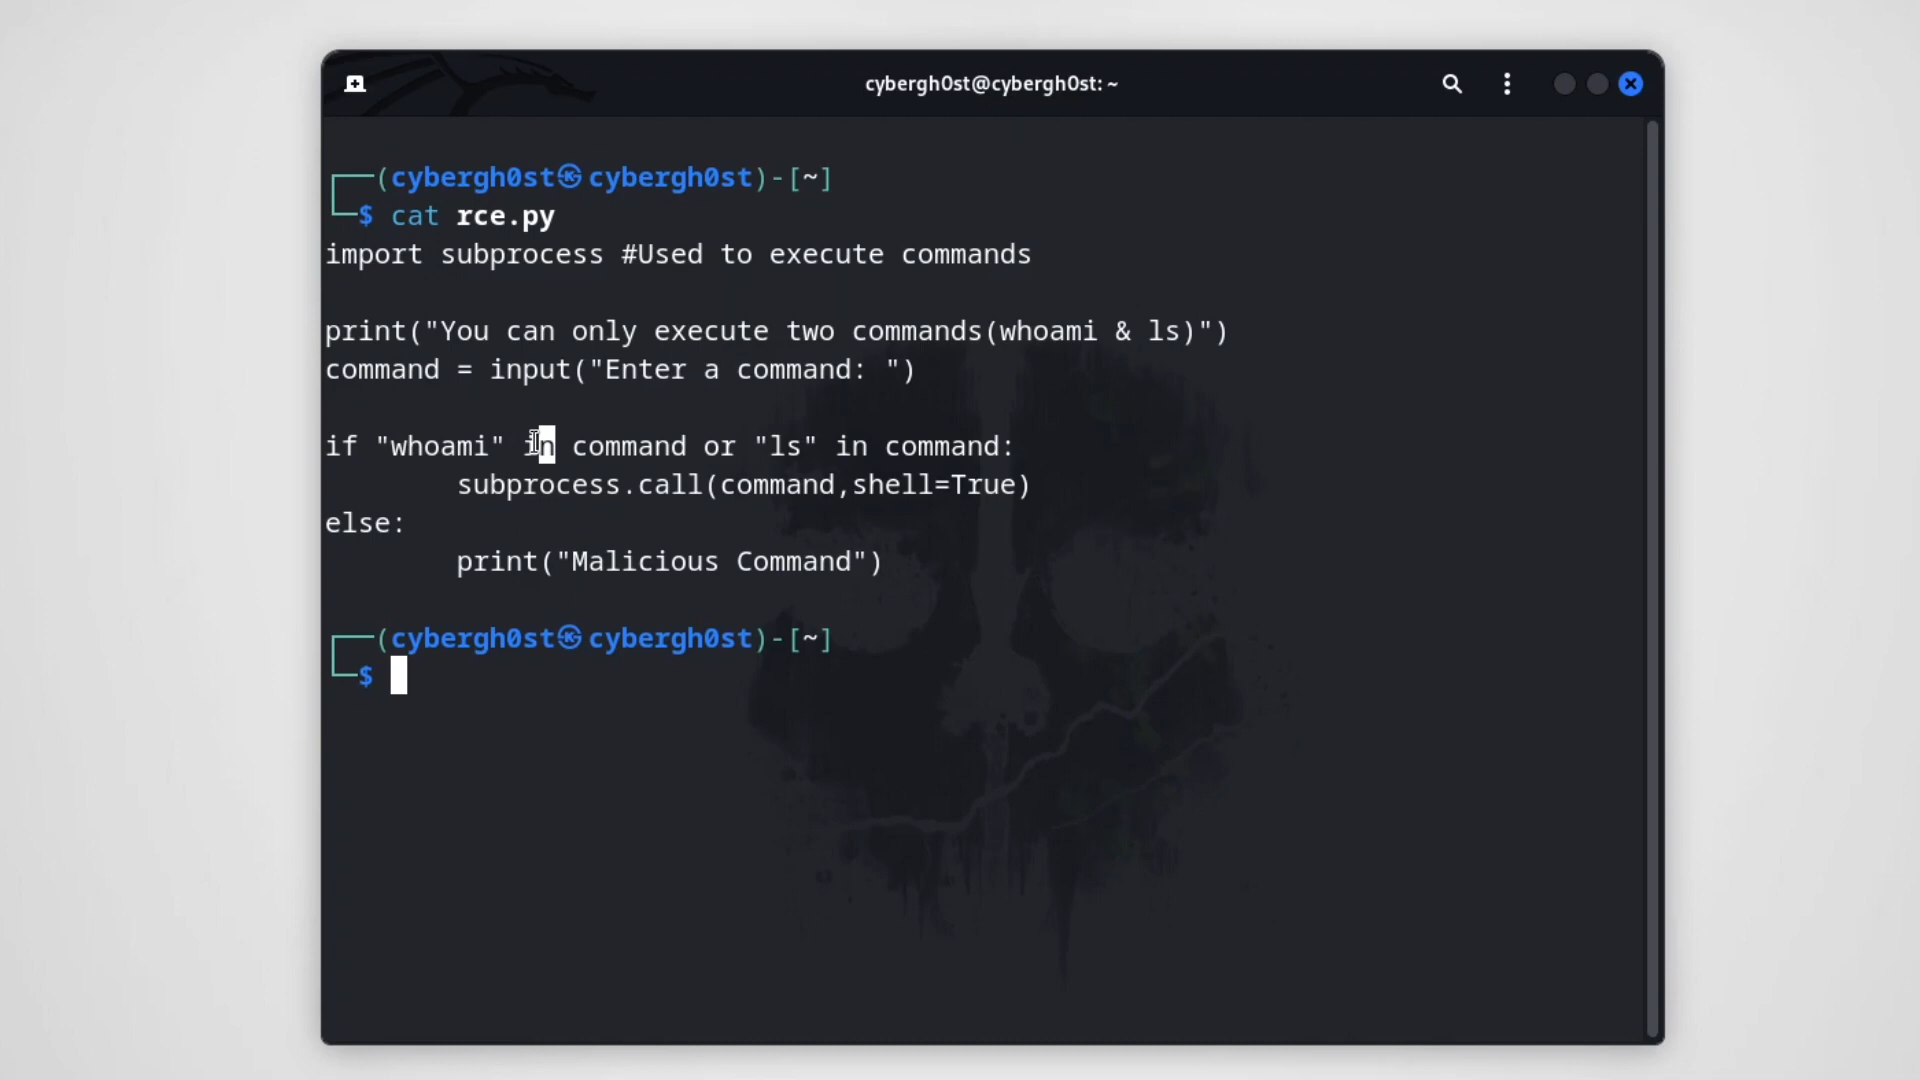 cybergh0st@cybergh0st: ~
┌──(cybergh0st㉿cybergh0st)-[~]
└─$ cat rce.py
import subprocess #Used to execute commands
print("You can only execute two commands(whoami & ls)")
command = input("Enter a command: ")
if "whoami" in command or "ls" in command:
        subprocess.call(command,shell=True)
else:
        print("Malicious Command")
┌──(cybergh0st㉿cybergh0st)-[~]
└─$